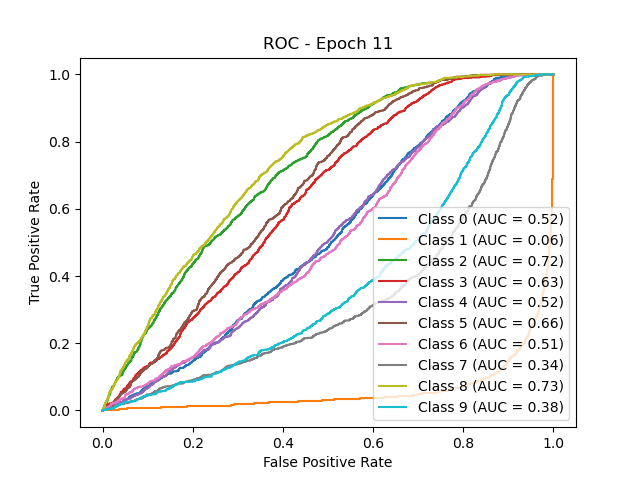 ROC - Epoch 11
True Positive Rate
1.0
0.8
0.6
0.4
0.2
0.0
Class 0 (AUC = 0.52)
Class 1 (AUC = 0.06)
Class 2 (AUC = 0.72)
Class 3 (AUC = 0.63)
Class 4 (AUC = 0.52)
Class 5 (AUC = 0.66)
Class 6 (AUC = 0.51)
Class 7 (AUC = 0.34)
Class 8 (AUC = 0.73)
Class 9 (AUC = 0.38)
0.0 0.2 0.4 0.6 0.8 1.0
False Positive Rate